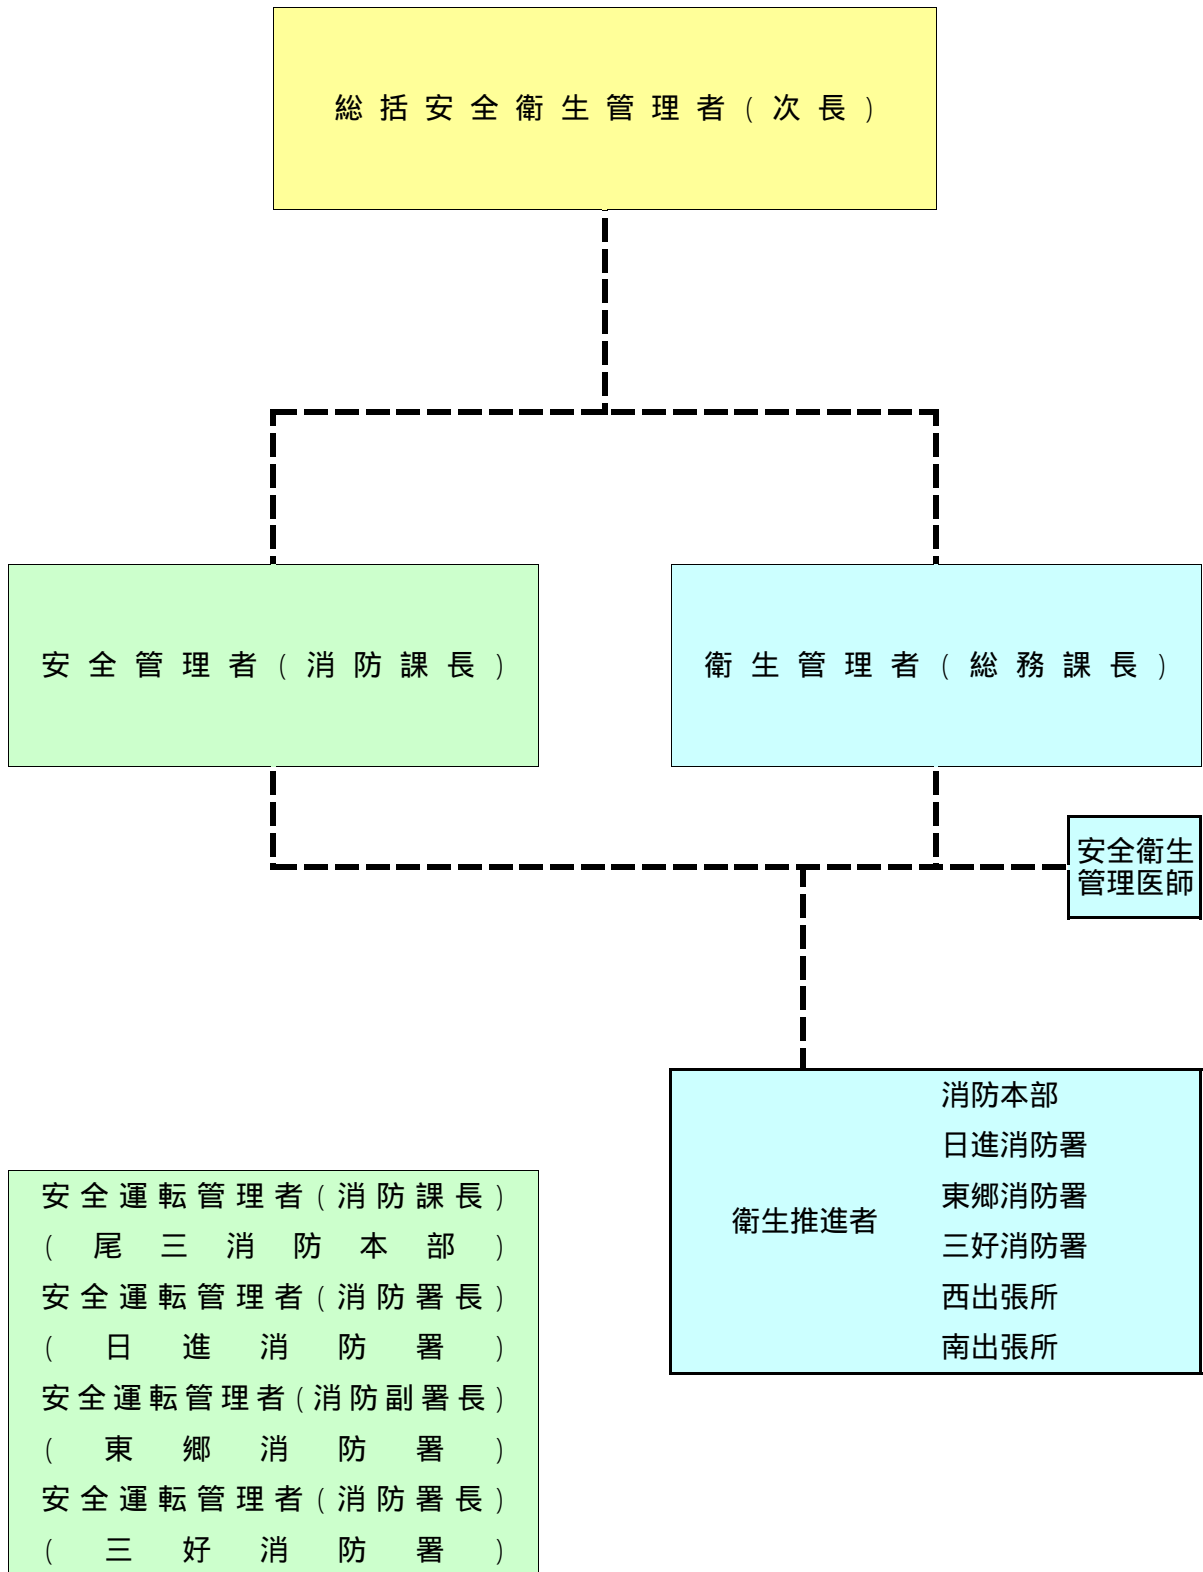 総括安全衛生管理者(次長)
安全管理者(消防課長)
衛生管理者(総務課長)
安全衛生
管理医師
衛生推進者
消防本部
日進消防署
東郷消防署
三好消防署
西出張所
南出張所
安全運転管理者(消防課長)
(尾三消防本部)
安全運転管理者(消防署長)
(日進消防署)
安全運転管理者(消防副署長)
(東郷消防署)
安全運転管理者(消防署長)
(三好消防署)